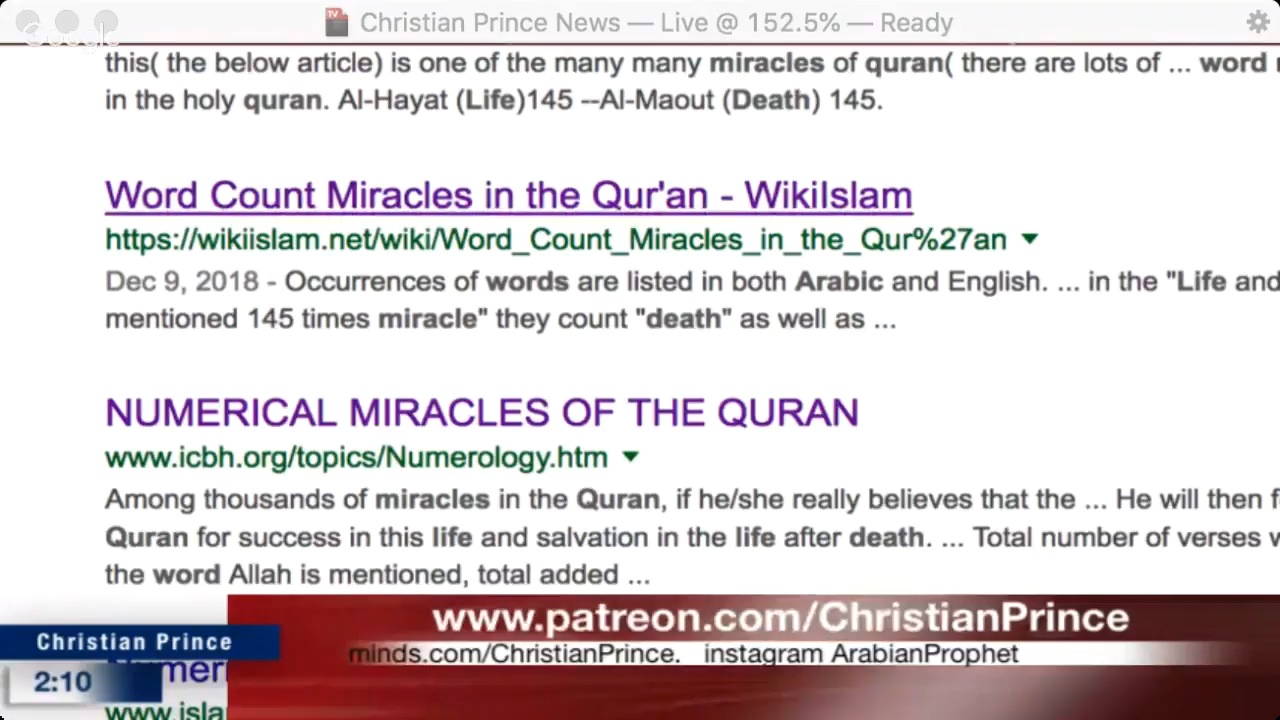 Christian Prince News — Live @ 152.5% — Ready
Google
this( the below article) is one of the many many miracles of quran( there are lots of ... word
in the holy quran. Al-Hayat (Life)145 --Al-Maout (Death) 145.
Word Count Miracles in the Qur'an - WikiIslam
https://wikiislam.net/wiki/Word_Count_Miracles_in_the_Qur%27an
Dec 9, 2018 - Occurrences of words are listed in both Arabic and English. ... in the "Life and
mentioned 145 times miracle" they count "death" as well as ...
NUMERICAL MIRACLES OF THE QURAN
www.icbh.org/topics/Numerology.htm
Among thousands of miracles in the Quran, if he/she really believes that the ... He will then
Quran for success in this life and salvation in the life after death. ... Total number of verses
the word Allah is mentioned, total added ...
www.patreon.com/ChristianPrince
Christian Prince
minds.com/ChristianPrince. instagram ArabianProphet
2:10